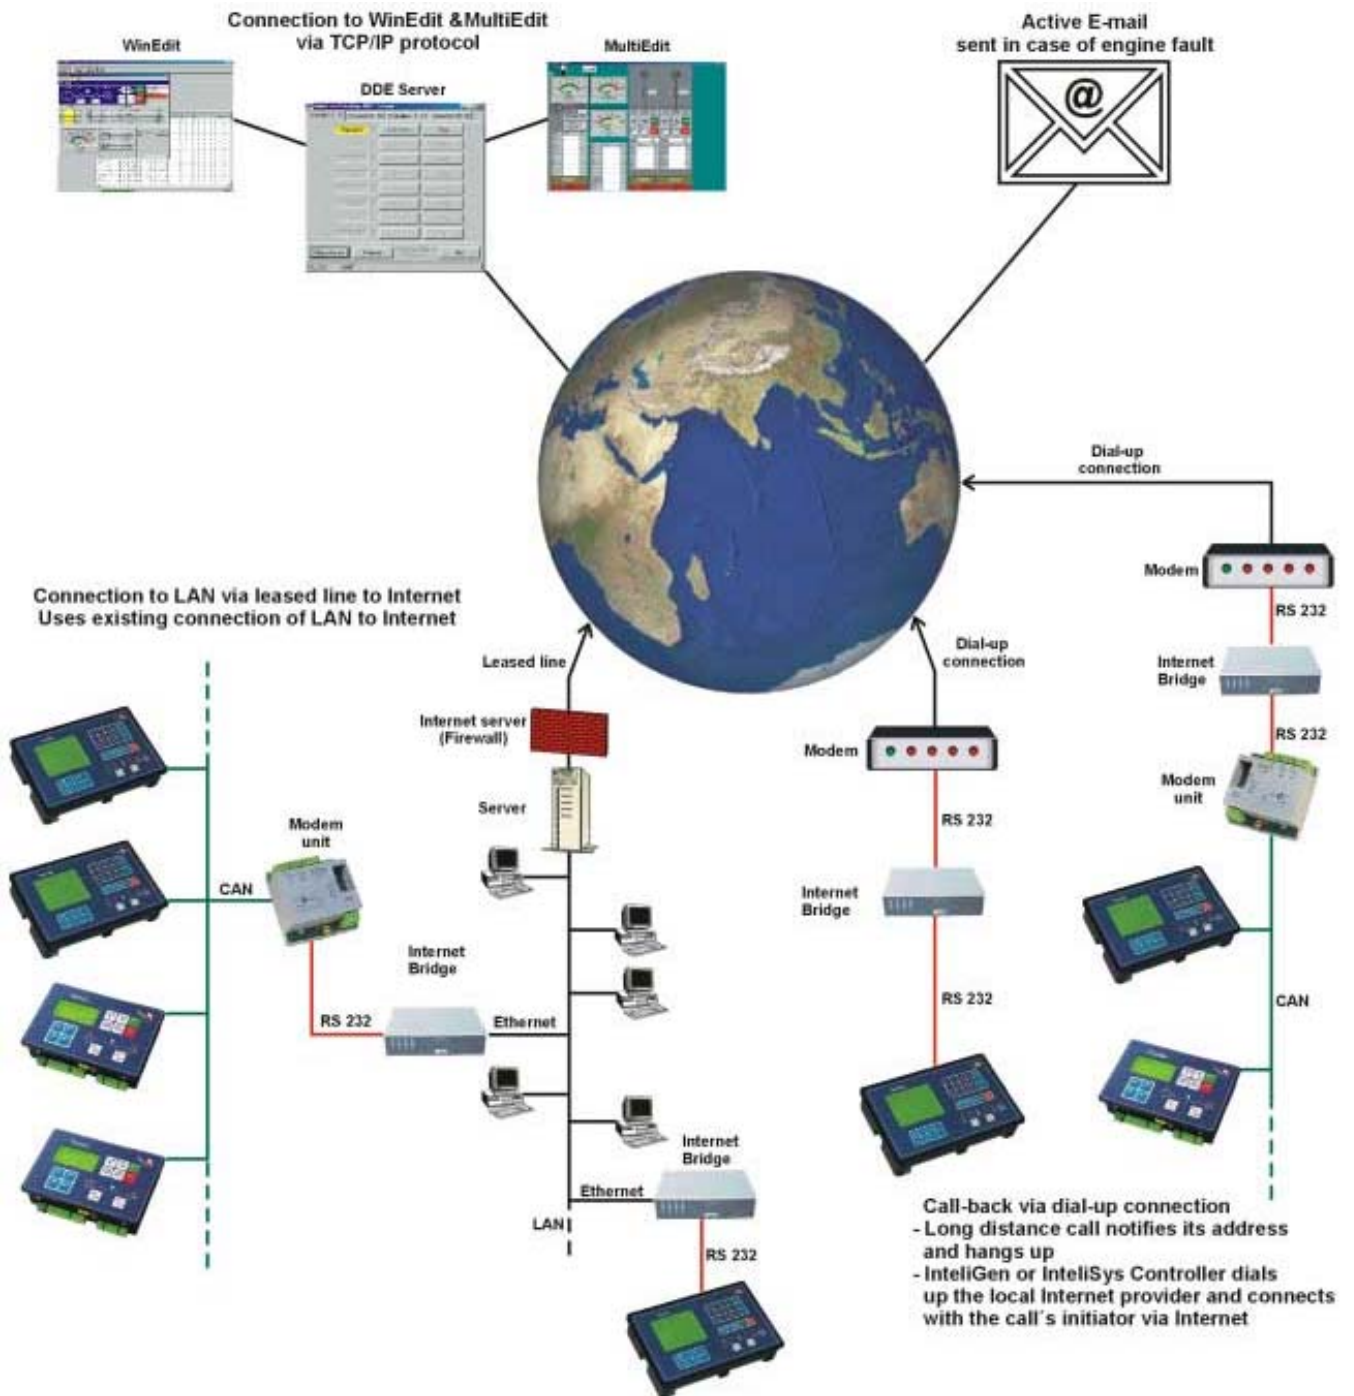 Connection to WinEdit &MultiEdit
via TCP/IP protocol
WinEdit
DDE Server
MultiEdit
Active E-mail
sent in case of engine fault
@
Dial-up
connection
Modem
RS 232
Internet
Bridge
RS 232
Modem
unit
CAN
Connection to LAN via leased line to Internet
Uses existing connection of LAN to Internet
Leased line
Dial-up
connection
Internet server
(Firewall)
Modem
Server
RS 232
Modem
unit
CAN
Internet
Bridge
Internet
Bridge
RS 232
Ethernet
RS 232
Internet
Bridge
Ethernet
LAN
RS 232
Call-back via dial-up connection
- Long distance call notifies its address
and hangs up
- InteliGen or InteliSys Controller dials
up the local Internet provider and connects
with the call´s initiator via Internet